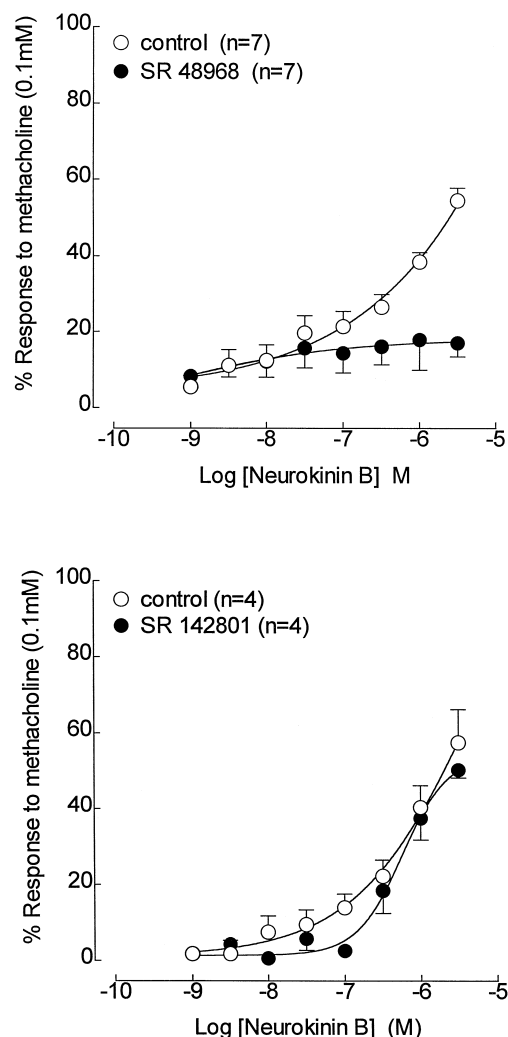 % Response to methacholine (0.1mM)
100
80
60
40
20
0
control (n=7)
SR 48968 (n=7)
-10 -9 -8 -7 -6 -5
Log [Neurokinin B] M
% Response to methacholine (0.1mM)
100
80
60
40
20
0
control (n=4)
SR 142801 (n=4)
-10 -9 -8 -7 -6 -5
Log [Neurokinin B] (M)